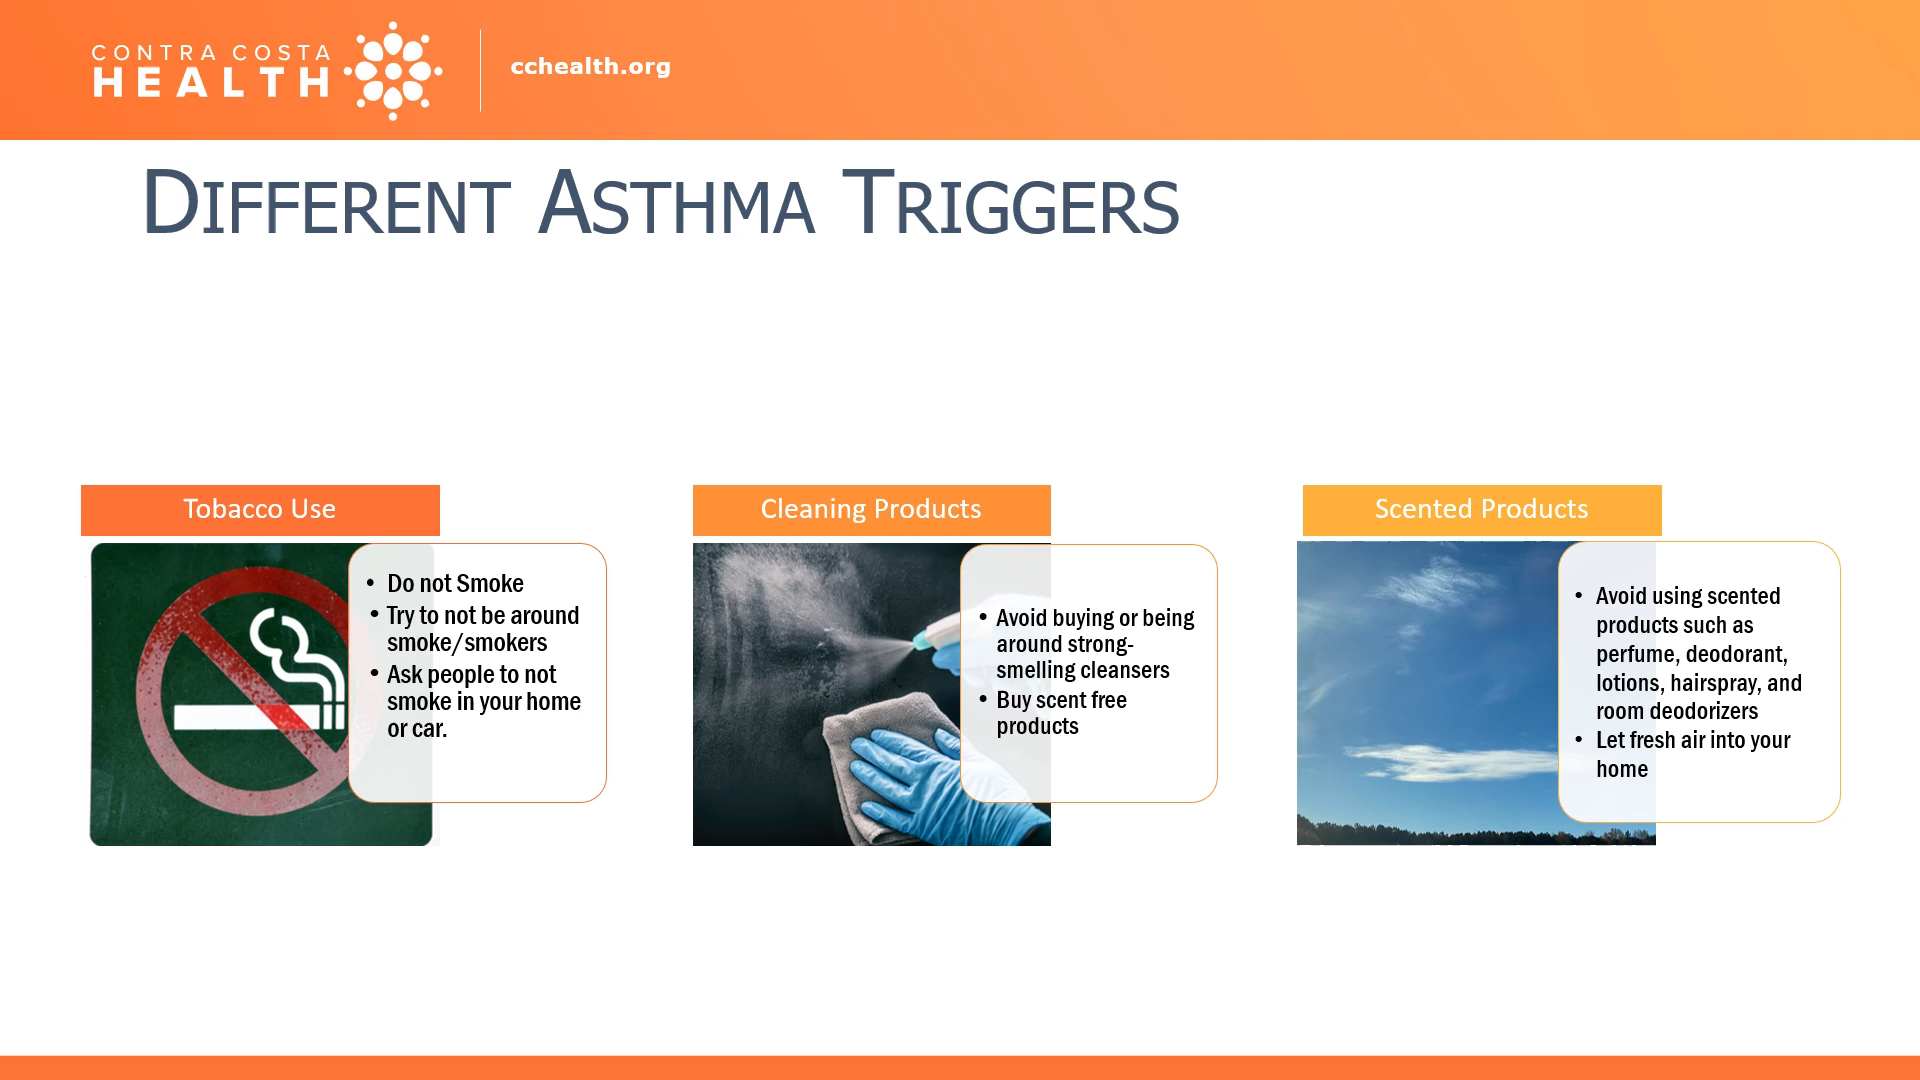 CONTRA COSTA
HEALTH
cchealth.org
DIFFERENT ASTHMA TRIGGERS
Tobacco Use
• Do not Smoke
• Try to not be around
smoke/smokers
• Ask people to not
smoke in your home
or car.
Cleaning Products
• Avoid buying or being
around strong-
smelling cleansers
• Buy scent free
products
Scented Products
• Avoid using scented
products such as
perfume, deodorant,
lotions, hairspray, and
room deodorizers
• Let fresh air into your
home